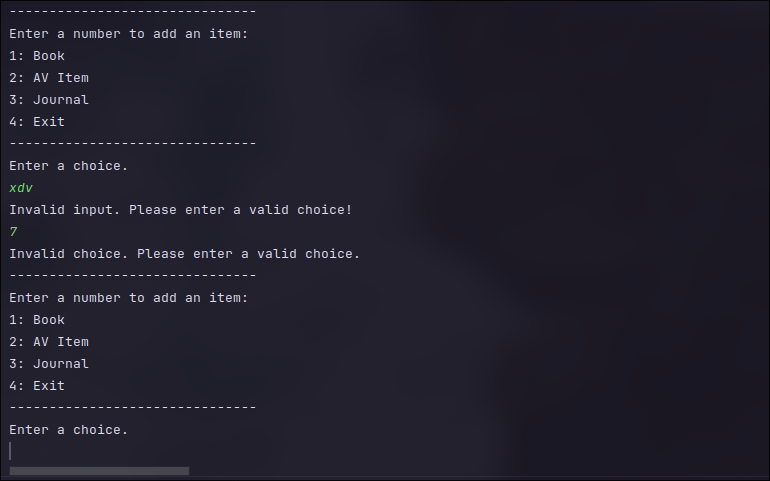 -------------------------------
Enter a number to add an item:
1: Book
2: AV Item
3: Journal
4: Exit
-------------------------------
Enter a choice.
xdv
Invalid input. Please enter a valid choice!
7
Invalid choice. Please enter a valid choice.
-------------------------------
Enter a number to add an item:
1: Book
2: AV Item
3: Journal
4: Exit
-------------------------------
Enter a choice.